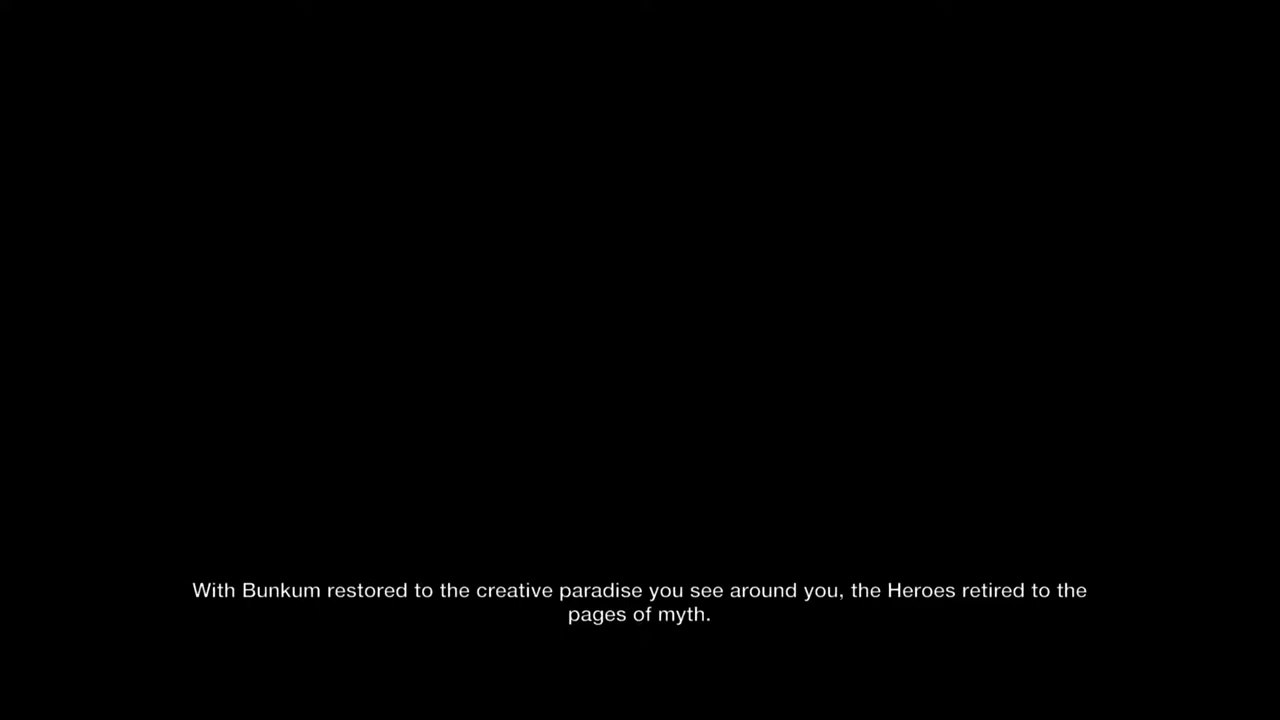 With Bunkum restored to the creative paradise you see around you, the Heroes retired to the
pages of myth.